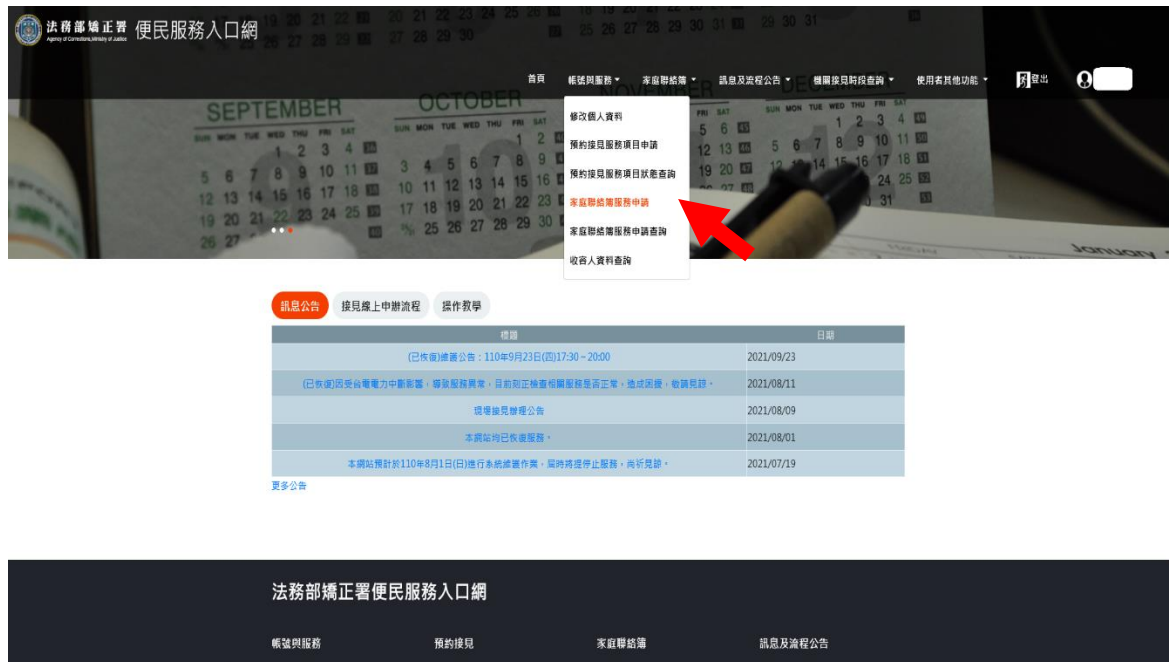 法務部矯正署 便民服務入口網
Agency of Corrections, Ministry of Justice
首頁 帳號與服務 家庭聯絡簿 訊息及流程公告 機關接見時段查詢 使用者其他功能 登出
修改個人資料
預約接見服務項目申請
預約接見服務項目狀態查詢
家庭聯絡簿服務申請
家庭聯絡簿服務申請查詢
收容人資料查詢
SEPTEMBER
OCTOBER
訊息公告 接見線上申辦流程 操作教學
標題 日期
(已恢復)維護公告：110年9月23日(四)17:30 ~ 20:00 2021/09/23
(已恢復)因受台電電力中斷影響，導致服務異常，目前刻正檢查相關服務是否正常，造成困擾，敬請見諒。 2021/08/11
現場接見辦理公告 2021/08/09
本網站均已恢復服務。 2021/08/01
本網站預計於110年8月1日(日)進行系統維護作業，屆時將提停止服務，尚祈見諒。 2021/07/19
更多公告
法務部矯正署便民服務入口網
帳號與服務 預約接見 家庭聯絡簿 訊息及流程公告